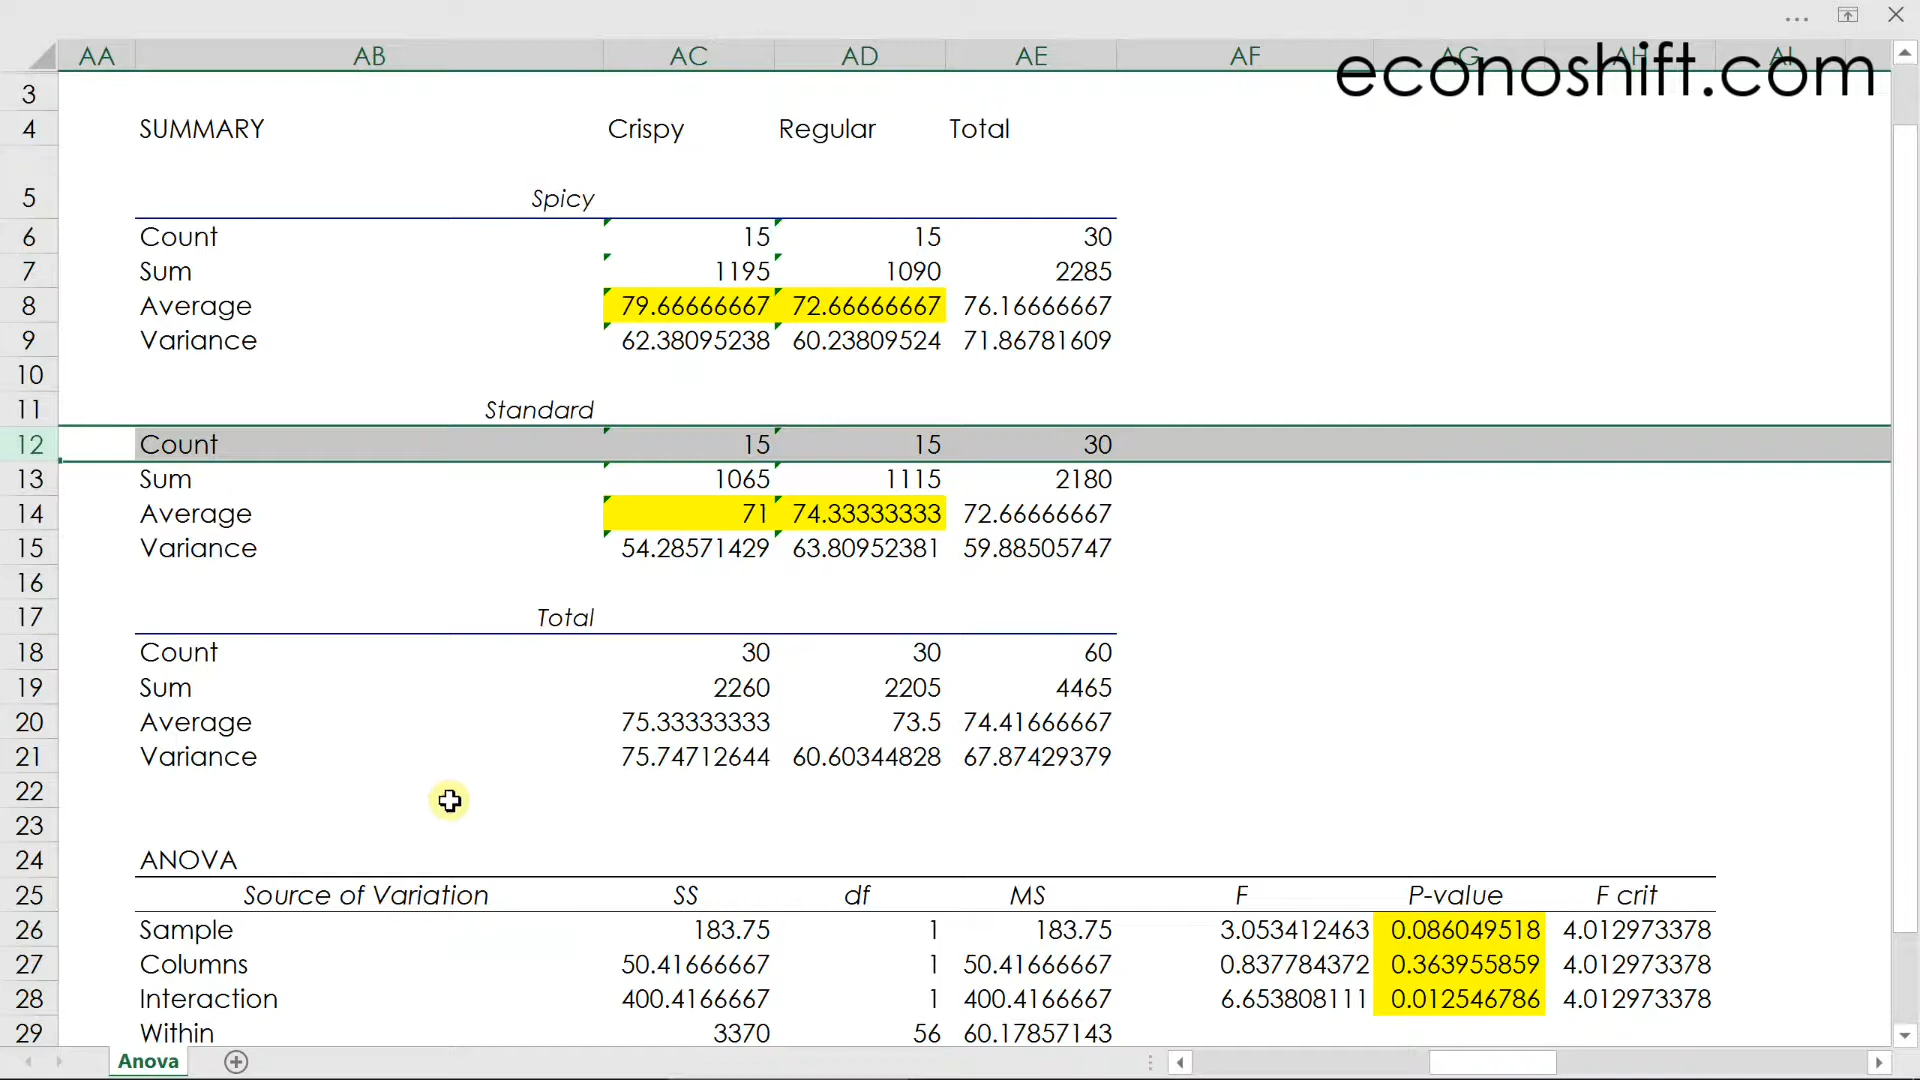 AA AB AC AD AE AF AG AH AI
econoshift.com
3
4 SUMMARY Crispy Regular Total
5 Spicy
6 Count 15 15 30
7 Sum 1195 1090 2285
8 Average 79.66666667 72.66666667 76.16666667
9 Variance 62.38095238 60.23809524 71.86781609
10
11 Standard
12 Count 15 15 30
13 Sum 1065 1115 2180
14 Average 71 74.33333333 72.66666667
15 Variance 54.28571429 63.80952381 59.88505747
16
17 Total
18 Count 30 30 60
19 Sum 2260 2205 4465
20 Average 75.33333333 73.5 74.41666667
21 Variance 75.74712644 60.60344828 67.87429379
22
23
24 ANOVA
25 Source of Variation SS df MS F P-value F crit
26 Sample 183.75 1 183.75 3.053412463 0.086049518 4.012973378
27 Columns 50.41666667 1 50.41666667 0.837784372 0.363955859 4.012973378
28 Interaction 400.4166667 1 400.4166667 6.653808111 0.012546786 4.012973378
29 Within 3370 56 60.17857143
Anova